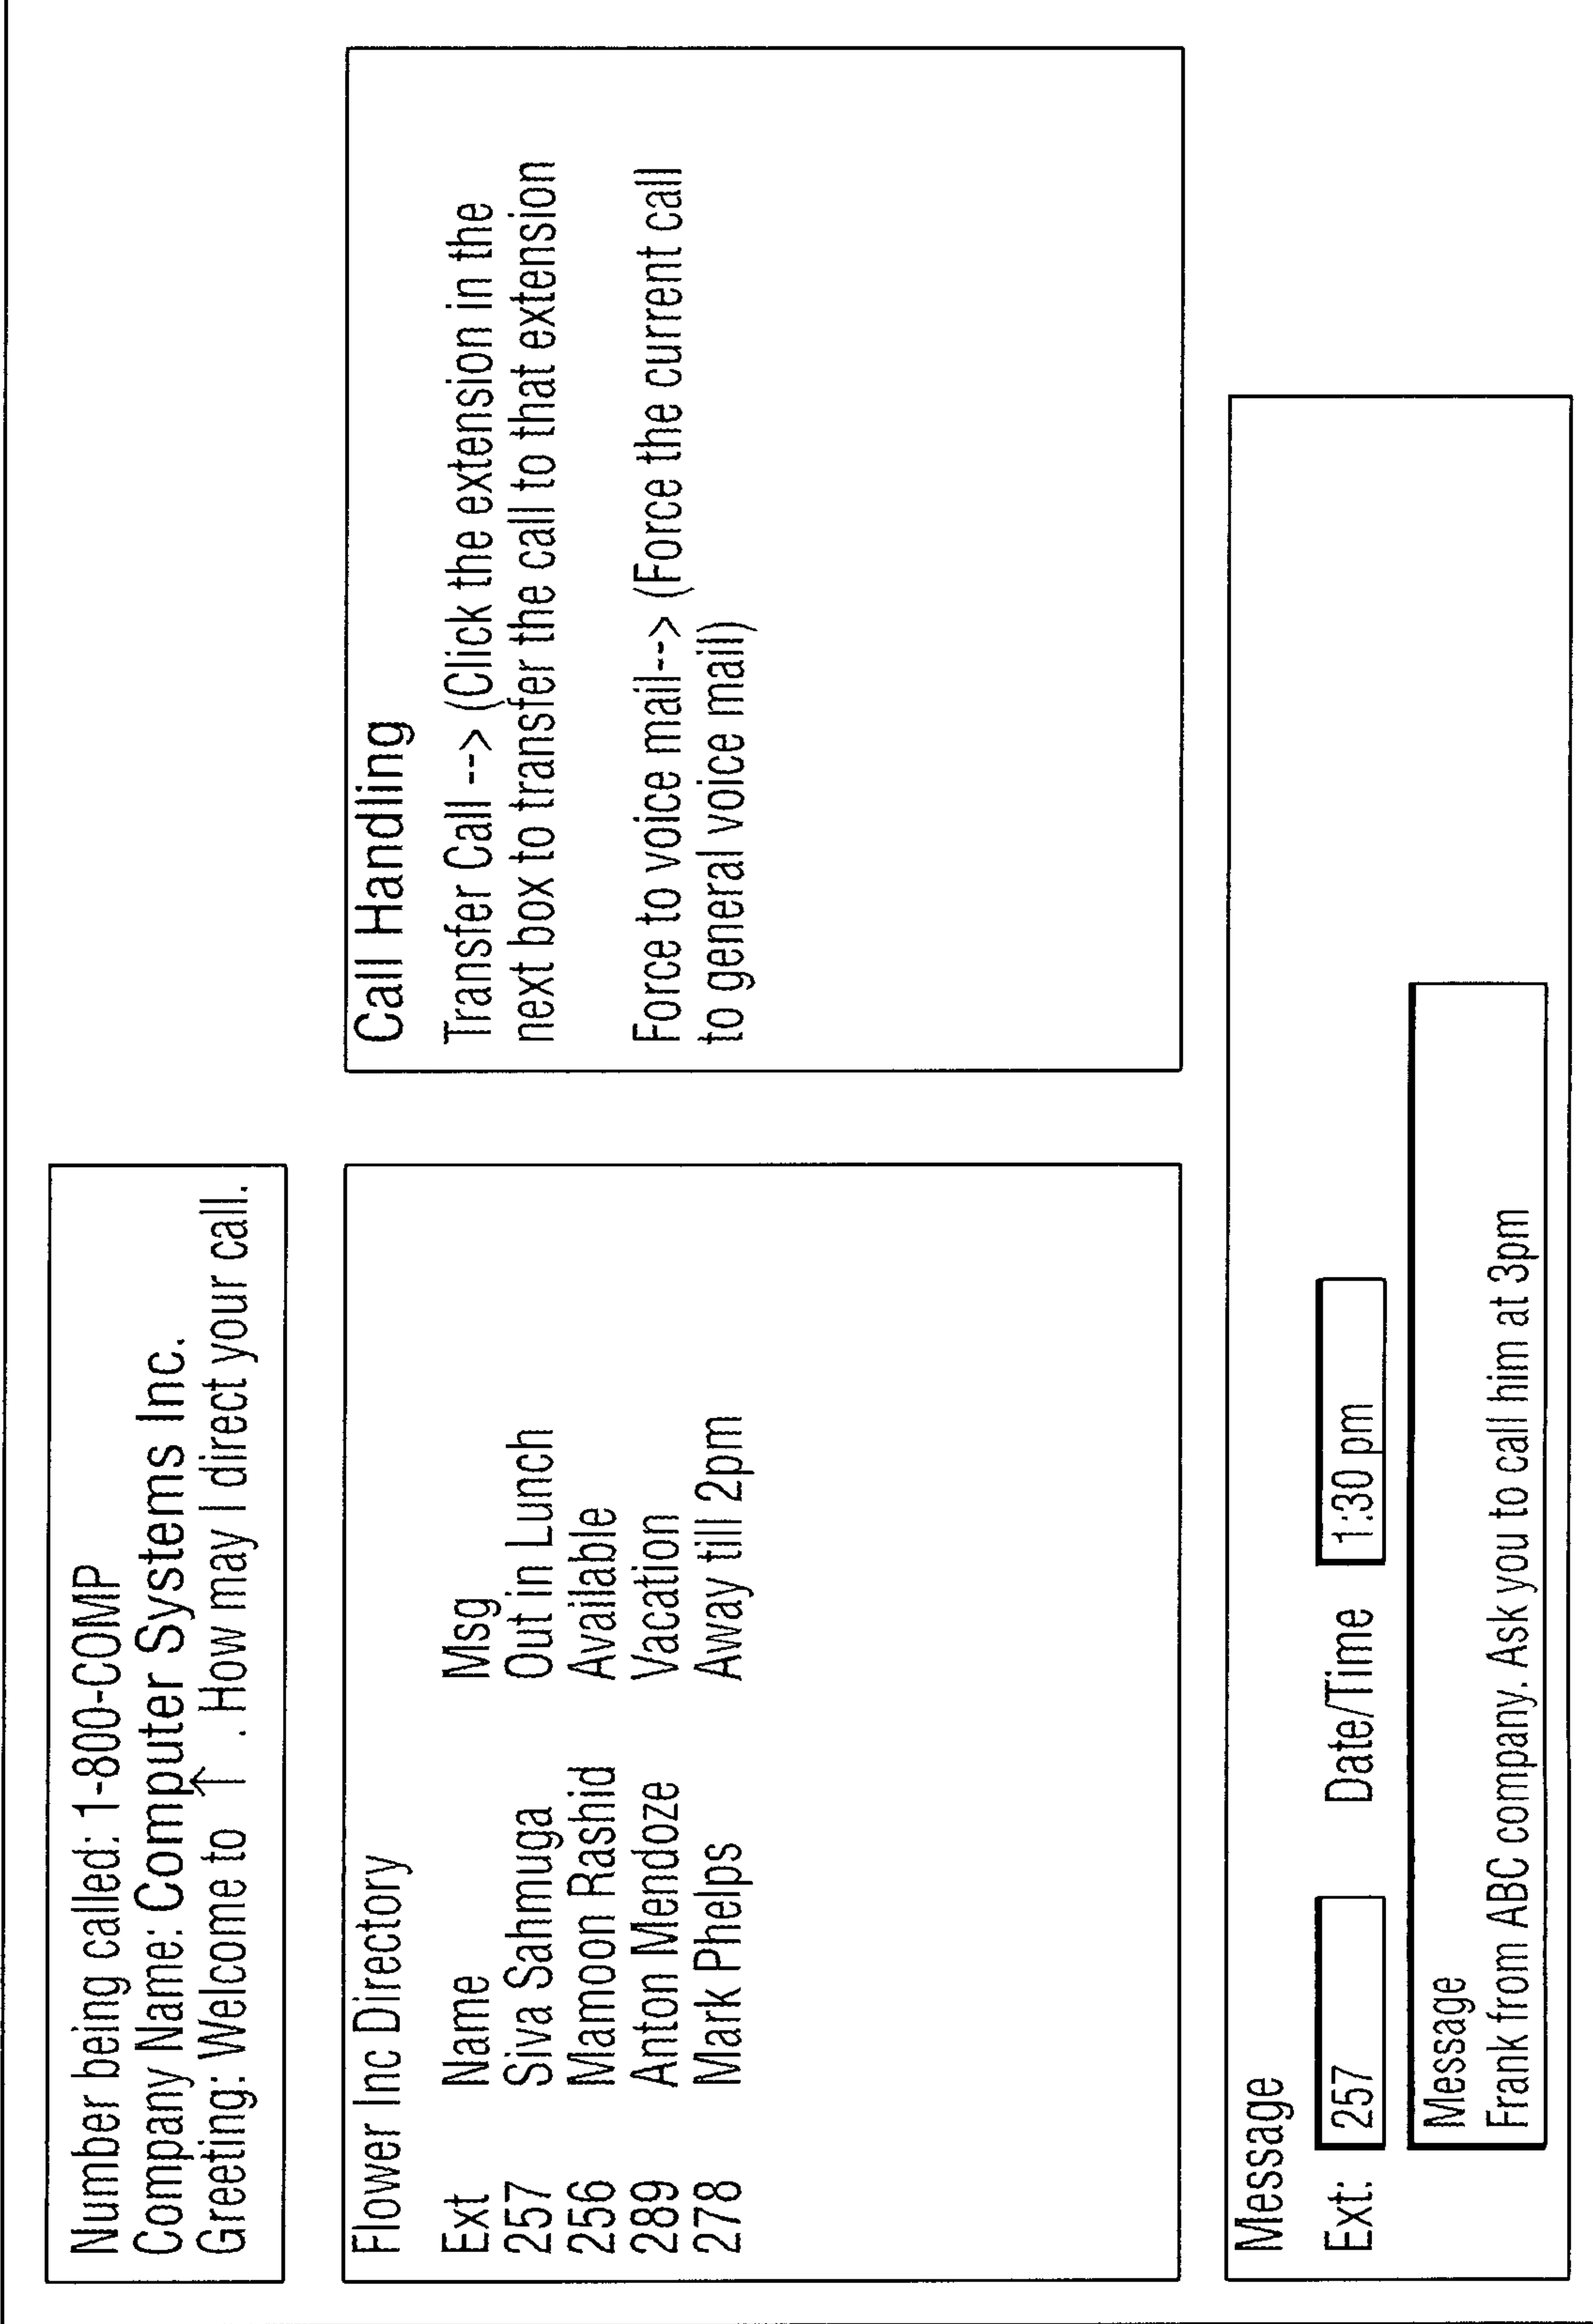 Number being called: 1-800-COMP
Company Name: Computer Systems Inc.
Greeting: Welcome to ↑ . How may I direct your call.
Flower Inc Directory
Ext Name Msg
257 Siva Sahmuga Out in Lunch
256 Mamoon Rashid Available
289 Anton Mendoze Vacation
278 Mark Phelps Away till 2pm
Call Handling
Transfer Call --> (Click the extension in the
next box to transfer the call to that extension
Force to voice mail--> (Force the current call
to general voice mail)
Message
Ext: 257 Date/Time 1:30 pm
Message
Frank from ABC company. Ask you to call him at 3pm